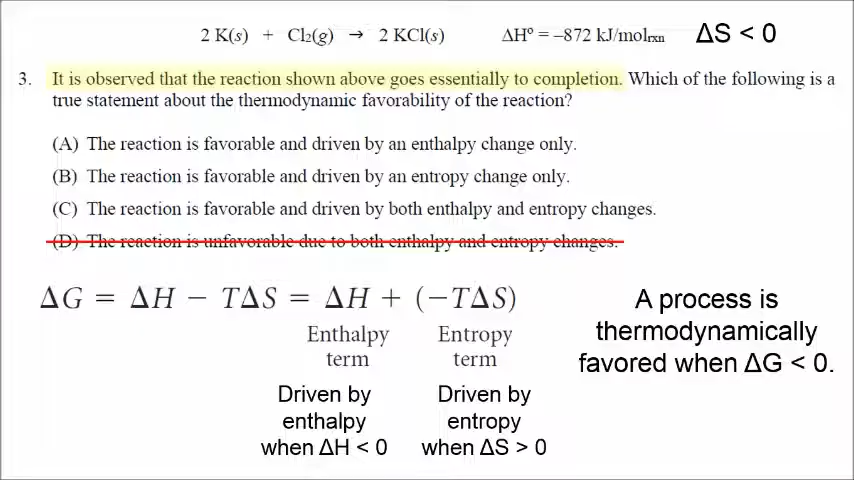 2 K(s) + Cl₂(g) → 2 KCl(s) ΔHº = –872 kJ/molrxn ΔS < 0
3. It is observed that the reaction shown above goes essentially to completion. Which of the following is a
true statement about the thermodynamic favorability of the reaction?
(A) The reaction is favorable and driven by an enthalpy change only.
(B) The reaction is favorable and driven by an entropy change only.
(C) The reaction is favorable and driven by both enthalpy and entropy changes.
(D) The reaction is unfavorable due to both enthalpy and entropy changes.
ΔG = ΔH − TΔS = ΔH + (−TΔS)
Enthalpy
term
Entropy
term
Driven by
enthalpy
when ΔH < 0
Driven by
entropy
when ΔS > 0
A process is
thermodynamically
favored when ΔG < 0.